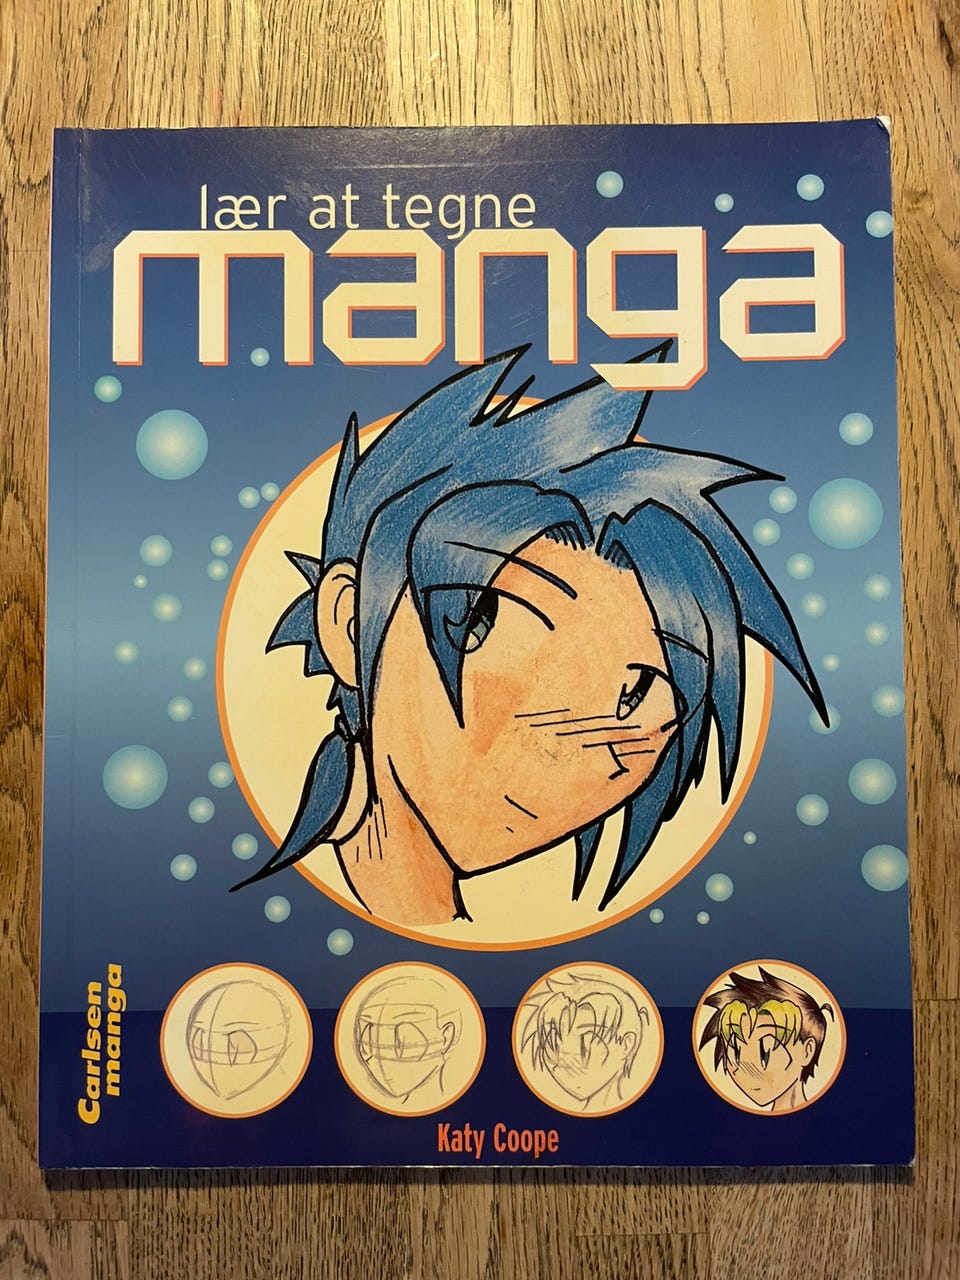 lær at tegne
manga
Carlsen
manga
Katy Coope